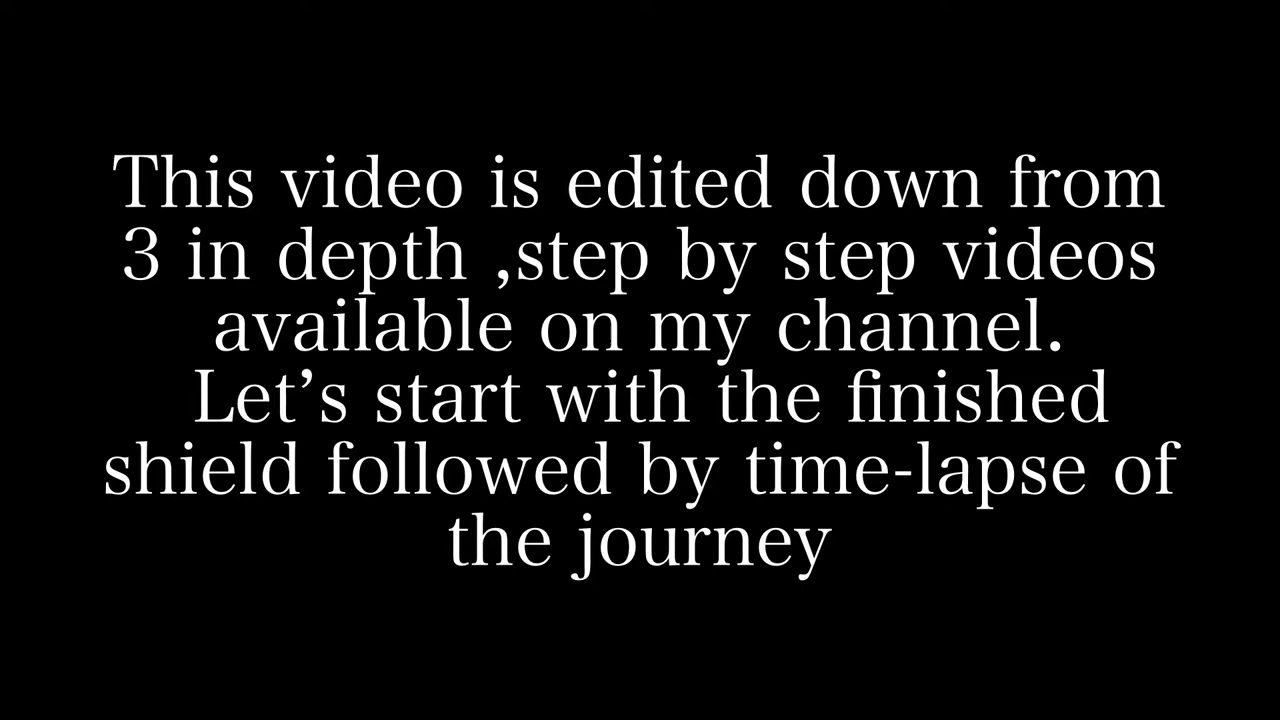 This video is edited down from
3 in depth ,step by step videos
available on my channel.
Let’s start with the finished
shield followed by time-lapse of
the journey